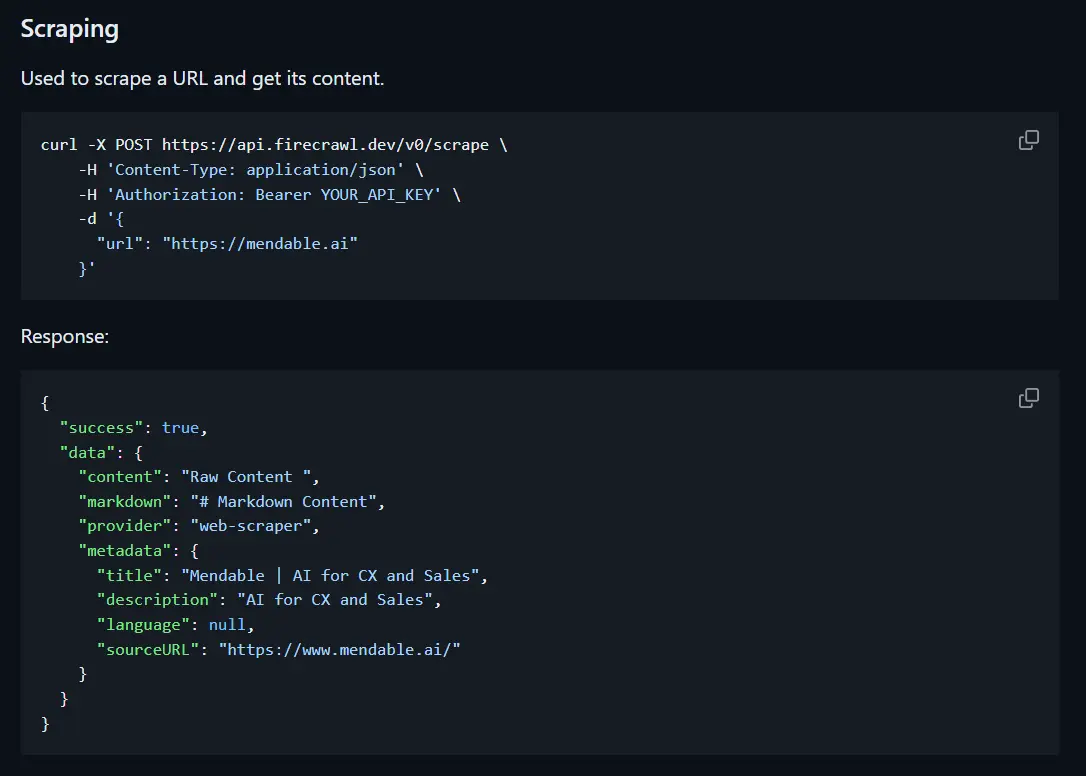 Scraping
Used to scrape a URL and get its content.
curl -X POST https://api.firecrawl.dev/v0/scrape \
    -H 'Content-Type: application/json' \
    -H 'Authorization: Bearer YOUR_API_KEY' \
    -d '{
      "url": "https://mendable.ai"
    }'
Response:
{
  "success": true,
  "data": {
    "content": "Raw Content ",
    "markdown": "# Markdown Content",
    "provider": "web-scraper",
    "metadata": {
      "title": "Mendable | AI for CX and Sales",
      "description": "AI for CX and Sales",
      "language": null,
      "sourceURL": "https://www.mendable.ai/"
    }
  }
}